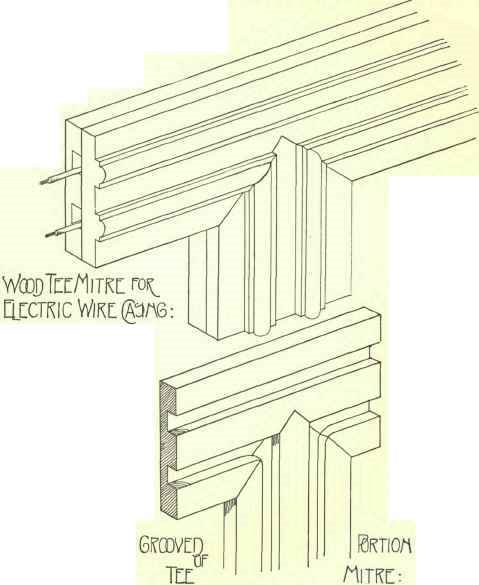 WOOD TEE MITRE FOR
ELECTRIC WIRE CASING:
GROOVED PORTION
OF
TEE MITRE: